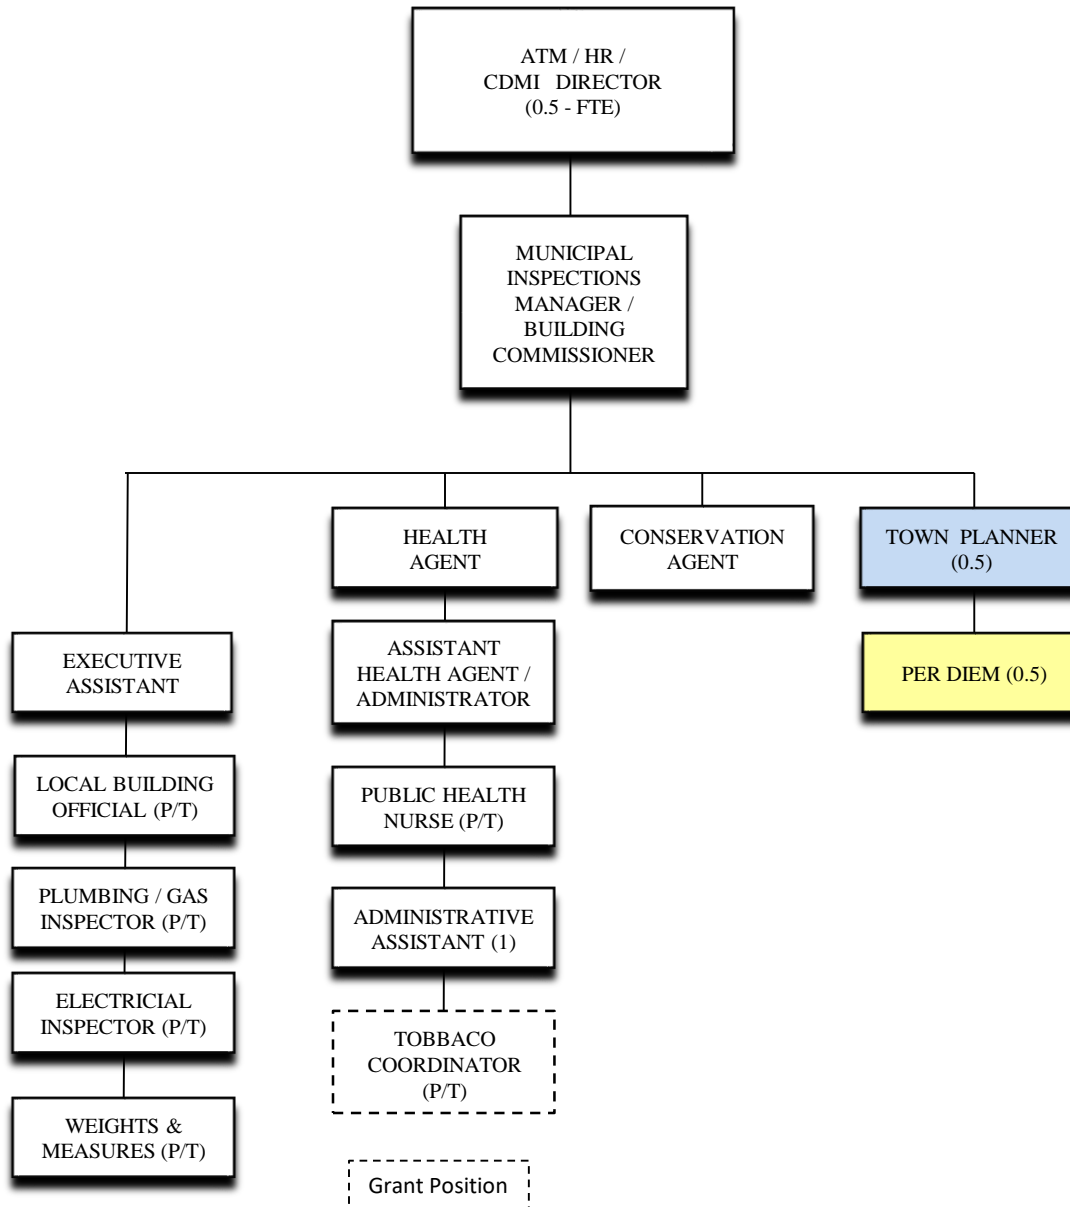 ATM / HR /
CDMI DIRECTOR
(0.5 - FTE)
MUNICIPAL
INSPECTIONS
MANAGER /
BUILDING
COMMISSIONER
EXECUTIVE
ASSISTANT
LOCAL BUILDING
OFFICIAL (P/T)
PLUMBING / GAS
INSPECTOR (P/T)
ELECTRICIAL
INSPECTOR (P/T)
WEIGHTS &
MEASURES (P/T)
HEALTH
AGENT
ASSISTANT
HEALTH AGENT /
ADMINISTRATOR
PUBLIC HEALTH
NURSE (P/T)
ADMINISTRATIVE
ASSISTANT (1)
TOBBACO
COORDINATOR
(P/T)
CONSERVATION
AGENT
TOWN PLANNER
(0.5)
PER DIEM (0.5)
Grant Position